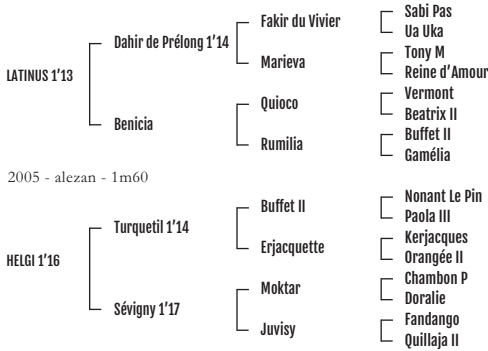 Sabi Pas
Fakir du Vivier
Ua Uka
Dahir de Prélong 1'14
Tony M
Marieva
Reine d'Amour
LATINUS 1'13
Vermont
Quioco
Beatrix II
Benicia
Buffet II
Rumilia
Gamélia
2005 - alezan - 1m60
Nonant Le Pin
Buffet II
Paola III
Turquetil 1'14
Kerjacques
Erjacquette
Orangée II
HELGI 1'16
Chambon P
Moktar
Doralie
Sévigny 1'17
Fandango
Juvisy
Quillaja II